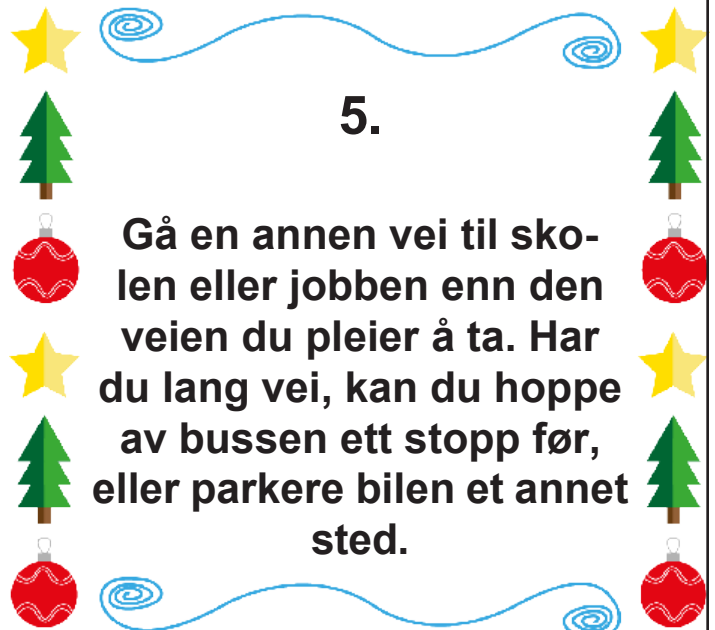 5.
Gå en annen vei til sko-
len eller jobben enn den
veien du pleier å ta. Har
du lang vei, kan du hoppe
av bussen ett stopp før,
eller parkere bilen et annet
sted.